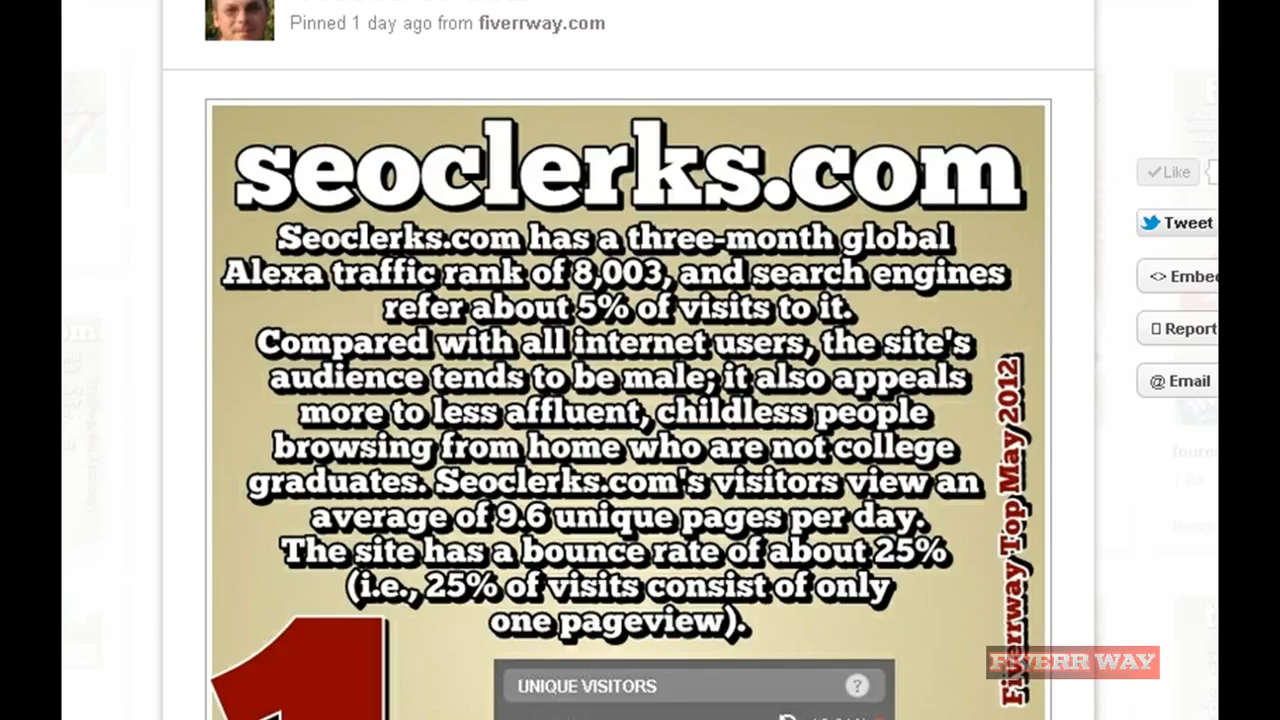 Pinned 1 day ago from fiverrway.com
seoclerks.com
Seoclerks.com has a three-month global
Alexa traffic rank of 8,003, and search engines
refer about 5% of visits to it.
Compared with all internet users, the site's
audience tends to be male; it also appeals
more to less affluent, childless people
browsing from home who are not college
graduates. Seoclerks.com's visitors view an
average of 9.6 unique pages per day.
The site has a bounce rate of about 25%
(i.e., 25% of visits consist of only
one pageview).
Fiverrway Top May 2012
1
UNIQUE VISITORS
?
Like
Tweet
<> Embe
Report
@ Email
FIVERR WAY